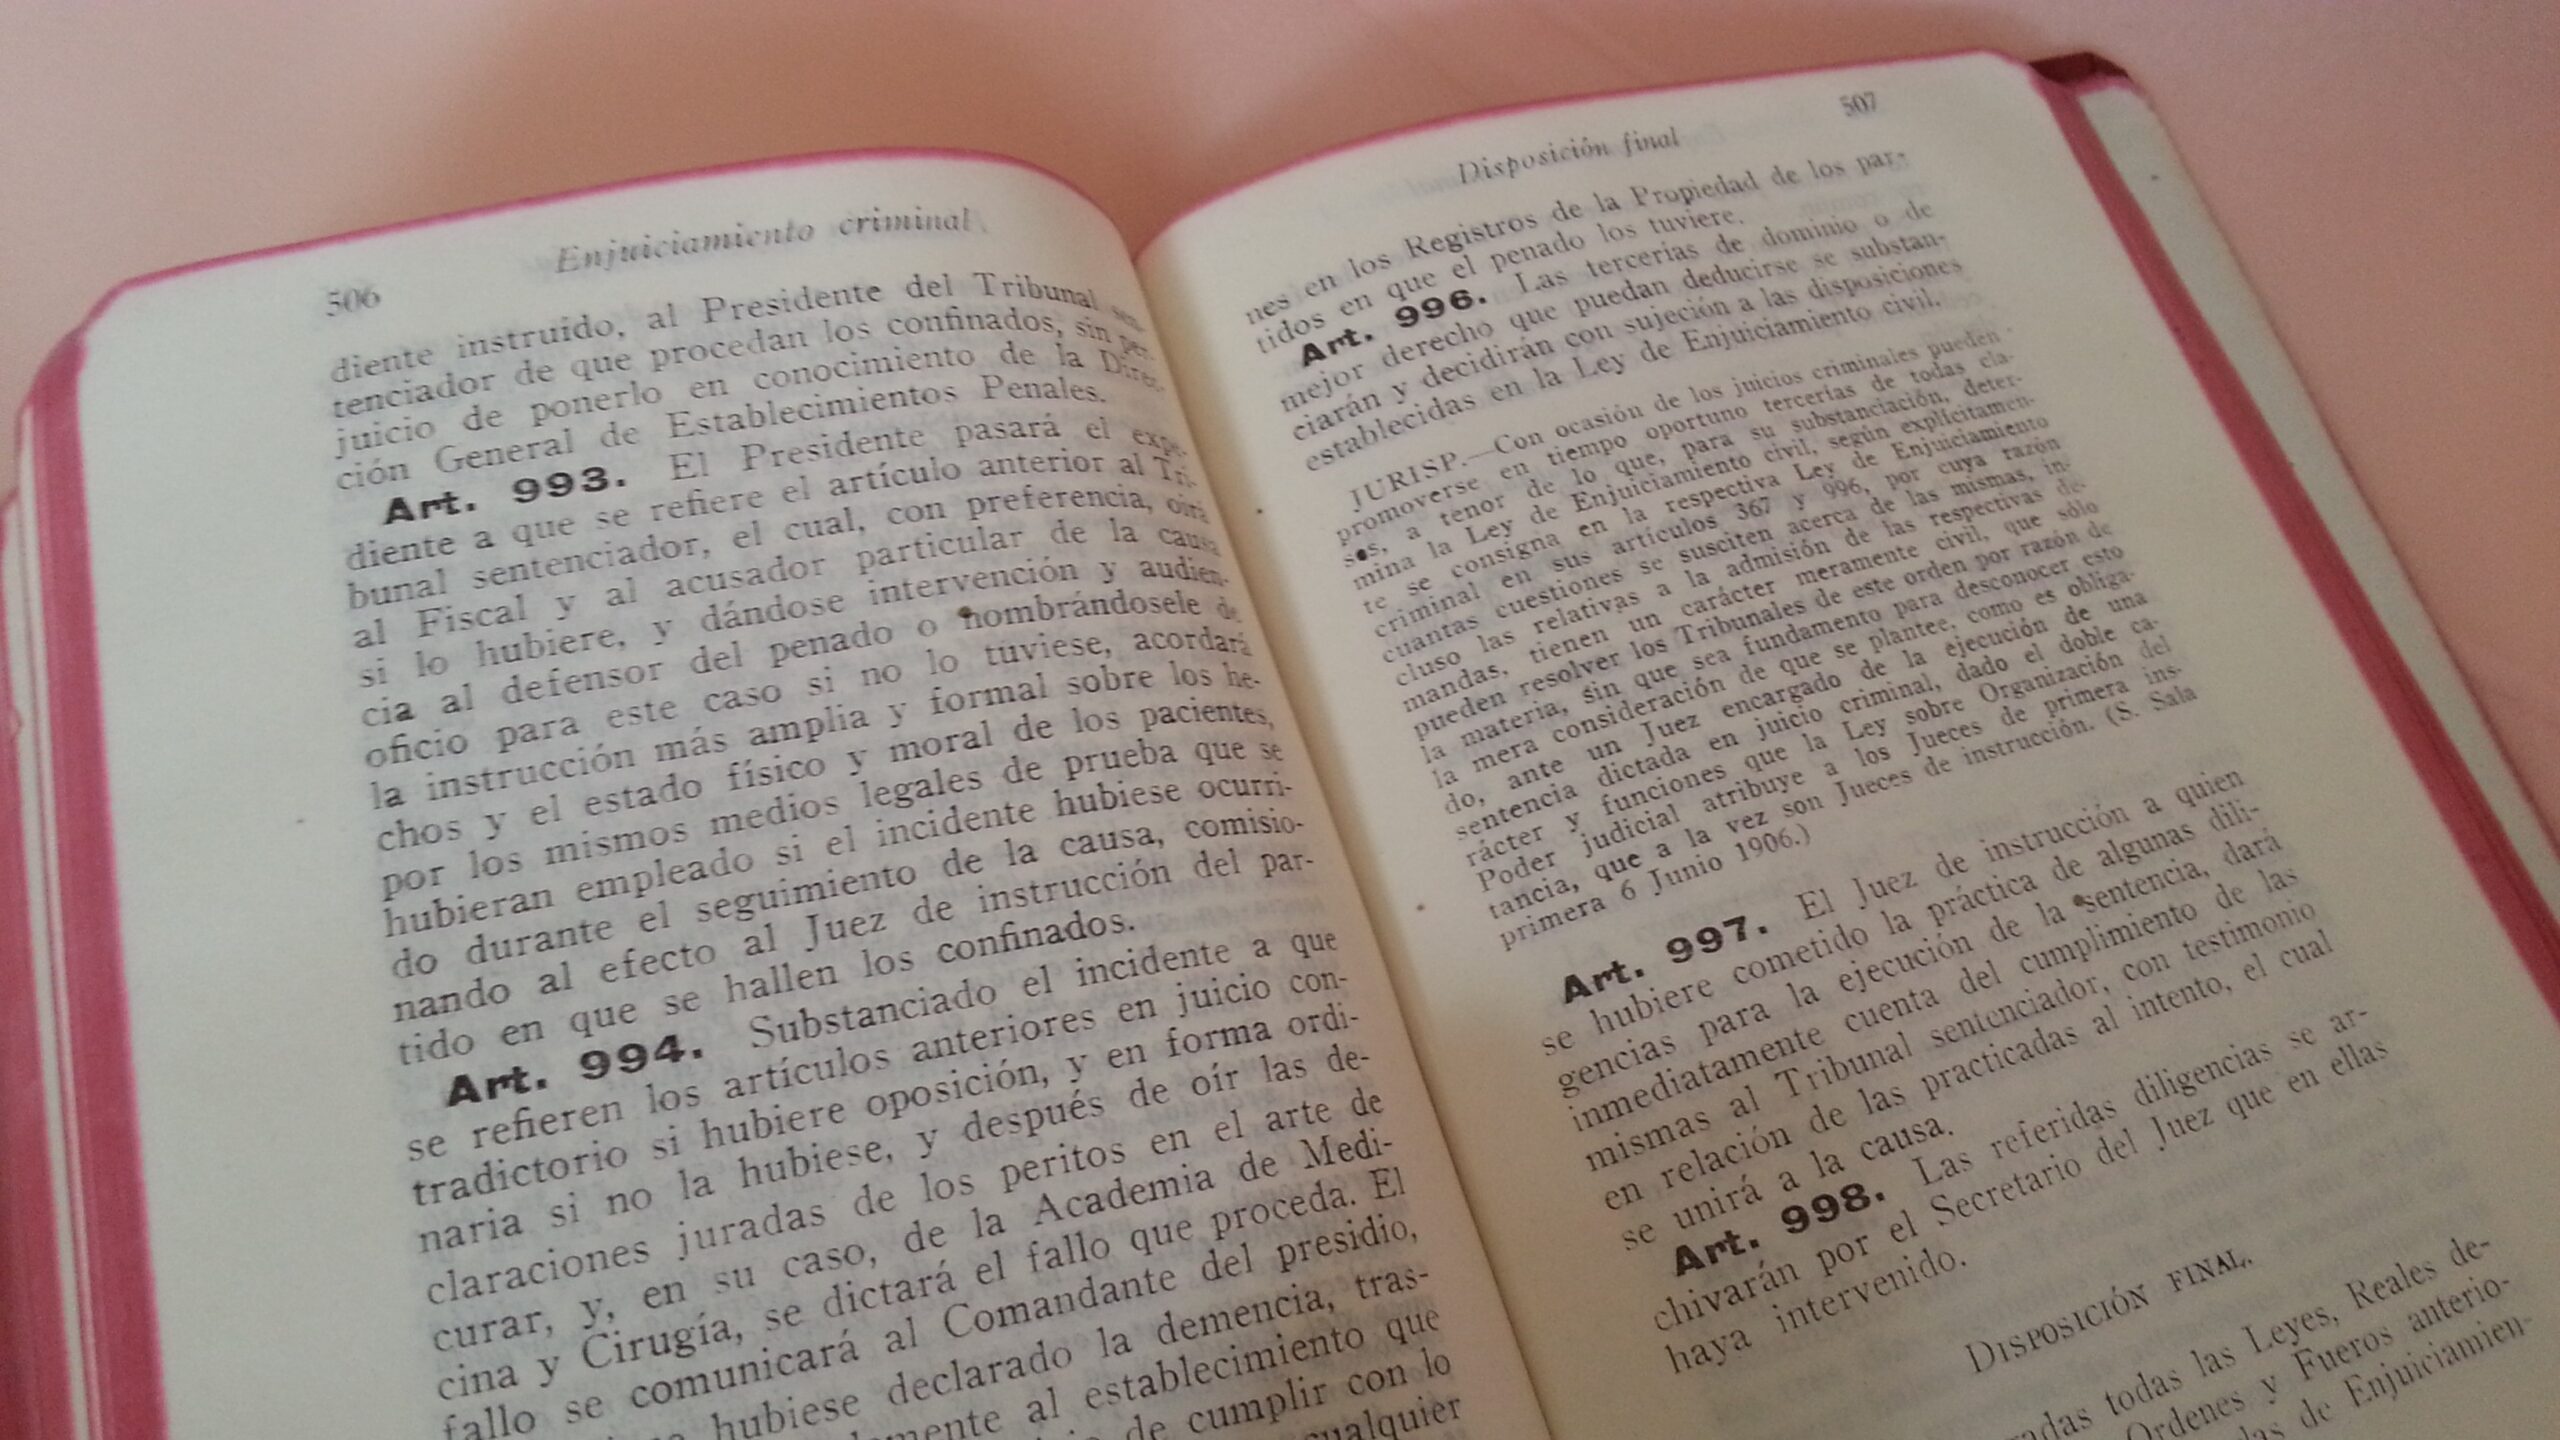 506
Enjuiciamiento criminal
diente instruído, al Presidente del Tribunal sen-
tenciador de que procedan los confinados, sin per-
juicio de ponerlo en conocimiento de la Direc-
ción General de Establecimientos Penales.
Art. 993. El Presidente pasará el expe-
diente a que se refiere el artículo anterior al Tri-
bunal sentenciador, el cual, con preferencia, oirá
al Fiscal y al acusador particular de la causa
si lo hubiere, y dándose intervención y audien-
cia al defensor del penado o nombrándosele de
oficio para este caso si no lo tuviese, acordará
la instrucción más amplia y formal sobre los he-
chos y el estado físico y moral de los pacientes,
por los mismos medios legales de prueba que se
hubieran empleado si el incidente hubiese ocurri-
do durante el seguimiento de la causa, comisio-
nando al efecto al Juez de instrucción del par-
tido en que se hallen los confinados.
Art. 994. Substanciado el incidente a que
se refieren los artículos anteriores en juicio con-
tradictorio si hubiere oposición, y en forma ordi-
naria si no la hubiese, y después de oír las de-
claraciones juradas de los peritos en el arte de
curar, y, en su caso, de la Academia de Medi-
cina y Cirugía, se dictará el fallo que proceda. El
fallo se comunicará al Comandante del presidio,
hubiese declarado la demencia, tras-
al establecimiento que
de cumplir con lo
cualquier
507
Disposición final
nes en los Registros de la Propiedad de los par-
tidos en que el penado los tuviere.
Art. 996. Las tercerías de dominio o de
mejor derecho que puedan deducirse se substan-
ciarán y decidirán con sujeción a las disposiciones
establecidas en la Ley de Enjuiciamiento civil.
JURISP.—Con ocasión de los juicios criminales pueden
promoverse en tiempo oportuno tercerías de todas cla-
ses, a tenor de lo que, para su substanciación, deter-
mina la Ley de Enjuiciamiento civil, según explícitamen-
te se consigna en la respectiva Ley de Enjuiciamiento
criminal en sus artículos 367 y 996, por cuya razón
cuantas cuestiones se susciten acerca de las mismas, in-
cluso las relativas a la admisión de las respectivas de-
mandas, tienen un carácter meramente civil, que sólo
pueden resolver los Tribunales de este orden por razón de
la materia, sin que sea fundamento para desconocer esto
la mera consideración de que se plantee, como es obliga-
do, ante un Juez encargado de la ejecución de una
sentencia dictada en juicio criminal, dado el doble ca-
rácter y funciones que la Ley sobre Organización del
Poder judicial atribuye a los Jueces de primera ins-
tancia, que a la vez son Jueces de instrucción. (S. Sala
primera 6 Junio 1906.)
Art. 997. El Juez de instrucción a quien
se hubiere cometido la práctica de algunas dili-
gencias para la ejecución de la sentencia, dará
inmediatamente cuenta del cumplimiento de las
mismas al Tribunal sentenciador, con testimonio
en relación de las practicadas al intento, el cual
se unirá a la causa.
Art. 998. Las referidas diligencias se ar-
chivarán por el Secretario del Juez que en ellas
haya intervenido.
DISPOSICIÓN FINAL.
todas las Leyes, Reales de-
Ordenes y Fueros anterio-
de Enjuiciamien-